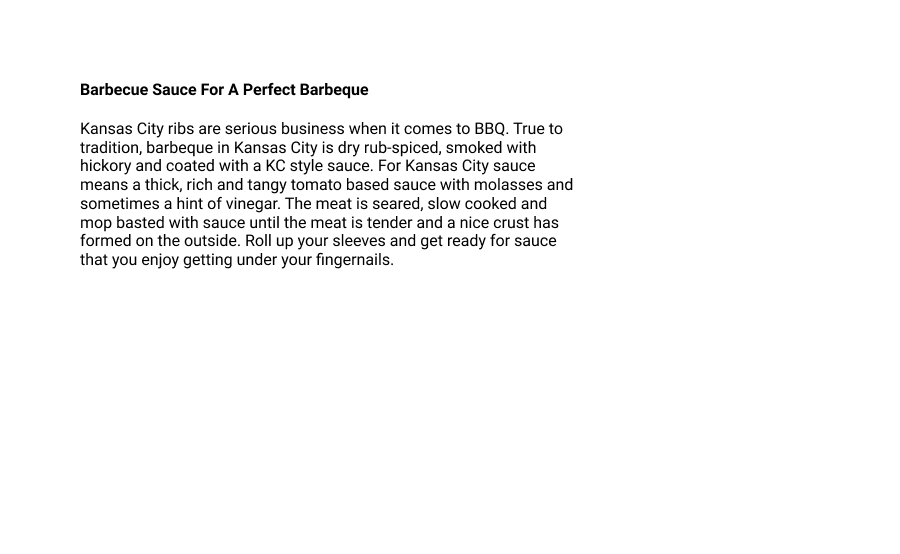 Barbecue Sauce For A Perfect Barbeque
Kansas City ribs are serious business when it comes to BBQ. True to
tradition, barbeque in Kansas City is dry rub-spiced, smoked with
hickory and coated with a KC style sauce. For Kansas City sauce
means a thick, rich and tangy tomato based sauce with molasses and
sometimes a hint of vinegar. The meat is seared, slow cooked and
mop basted with sauce until the meat is tender and a nice crust has
formed on the outside. Roll up your sleeves and get ready for sauce
that you enjoy getting under your fingernails.